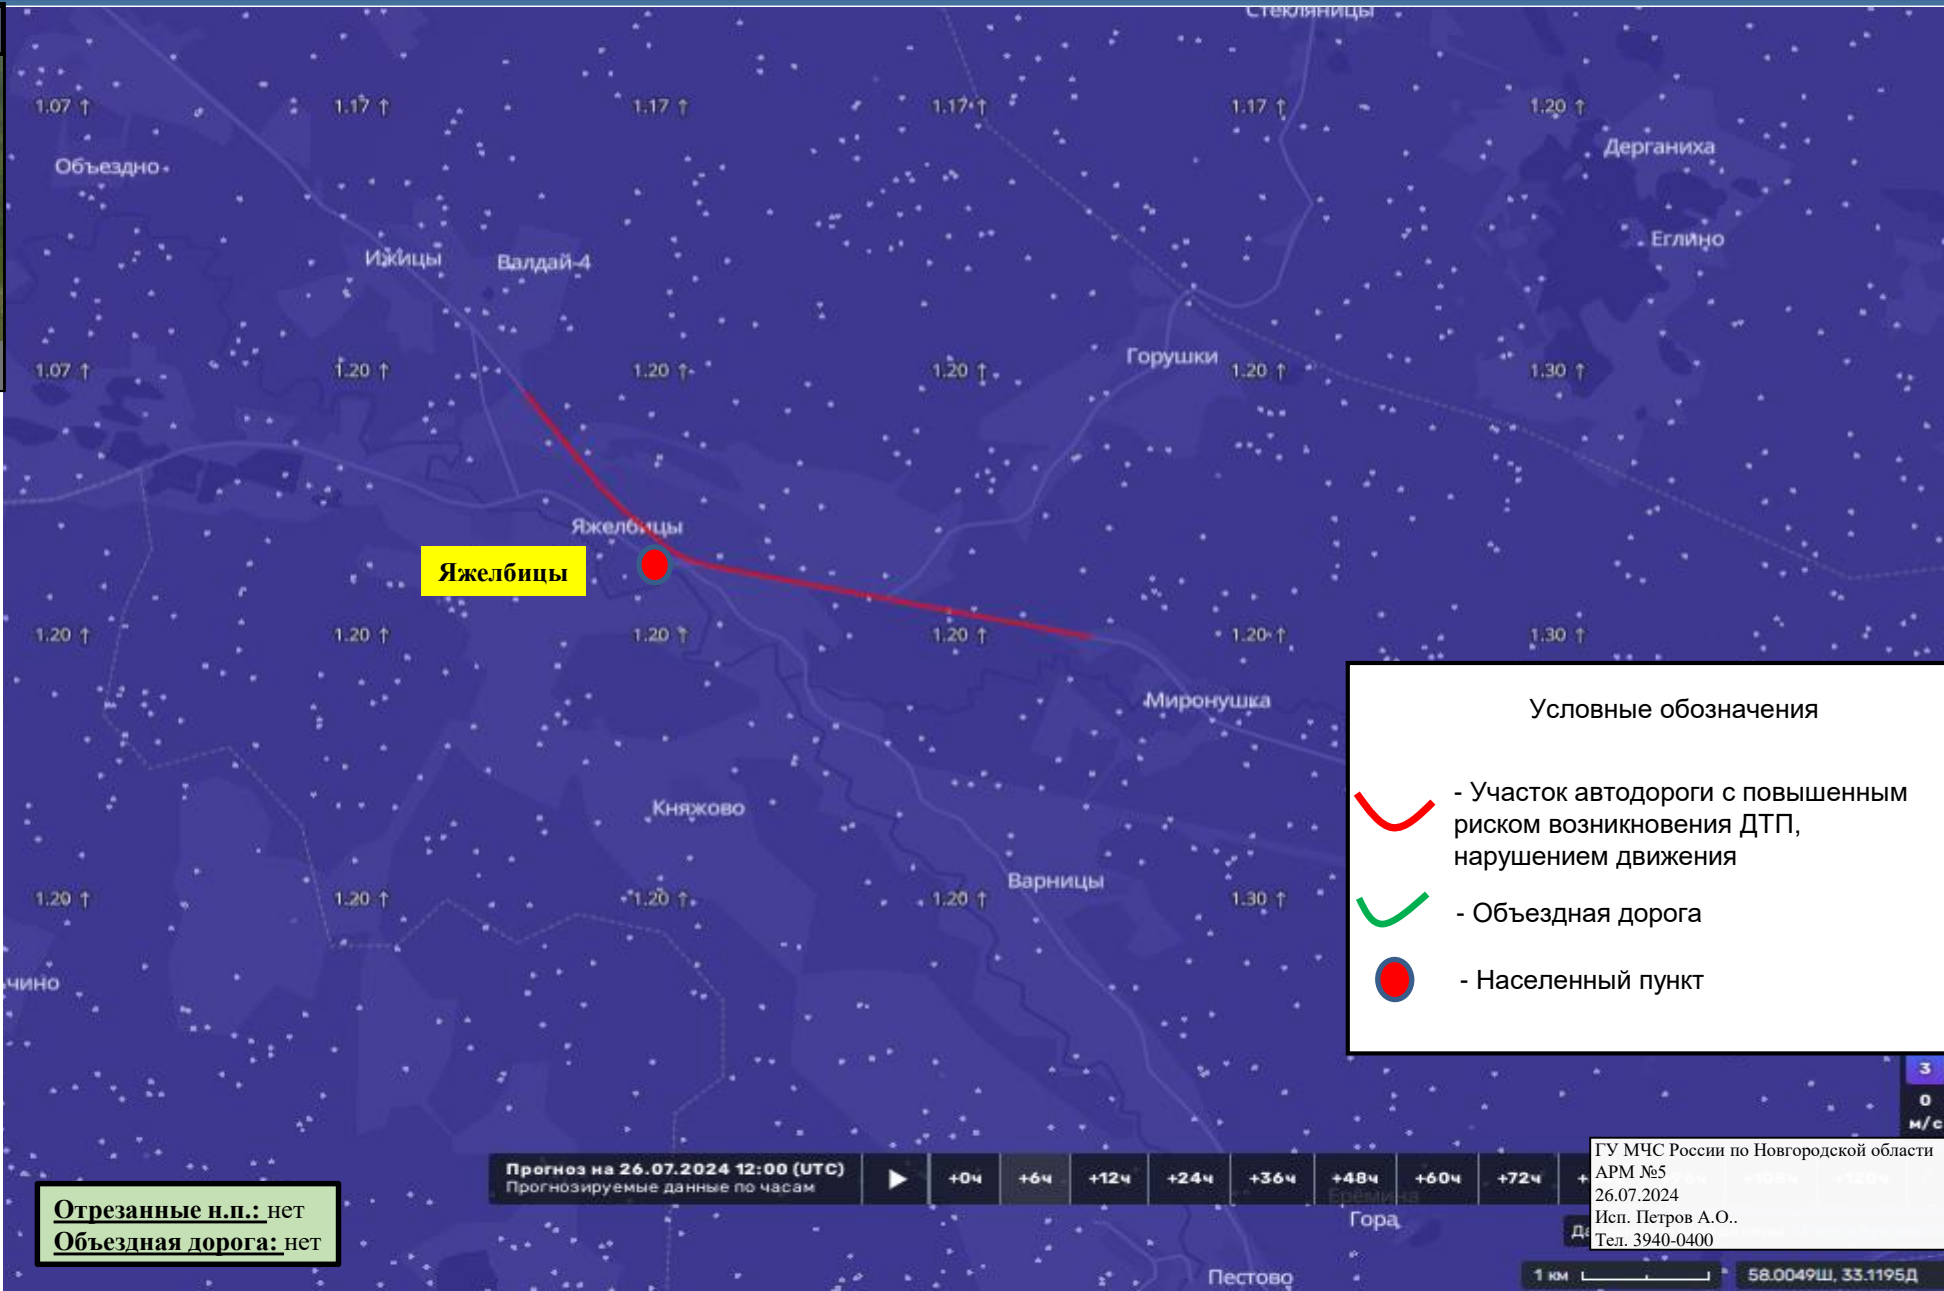 Стекляницы
1.07 ↑
1.17 ↑
1.17 ↑
1.17 ↑
1.17 ↑
1.20 ↑
Дерганиха
Объездно
Еглино
Ижицы
Валдай-4
Горушки
1.07 ↑
1.20 ↑
1.20 ↑
1.20 ↑
1.20 ↑
1.30 ↑
Яжелбицы
Яжелбицы
1.20 ↑
1.20 ↑
1.20 ↑
1.20 ↑
1.20 ↑
1.30 ↑
Миронушка
Условные обозначения
- Участок автодороги с повышенным
риском возникновения ДТП,
нарушением движения
- Объездная дорога
- Населенный пункт
Княжово
Варницы
1.20 ↑
1.20 ↑
1.20 ↑
1.20 ↑
1.30 ↑
чино
3
0
м/с
Прогноз на 26.07.2024 12:00 (UTC)
Прогнозируемые данные по часам
+0ч +6ч +12ч +24ч +36ч +48ч +60ч +72ч
Ерёмина
Гора
ГУ МЧС России по Новгородской области
АРМ №5
26.07.2024
Исп. Петров А.О..
Тел. 3940-0400
Отрезанные н.п.: нет
Объездная дорога: нет
Пестово
1 км
58.0049Ш, 33.1195Д